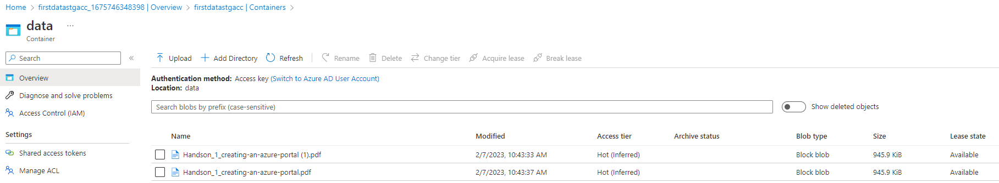 Home > firstdatastgacc_1675746348398 | Overview > firstdatastgacc | Containers >
data ...
Container
Search «
Upload Add Directory Refresh Rename Delete Change tier Acquire lease Break lease
Overview
Diagnose and solve problems
Access Control (IAM)
Settings
Shared access tokens
Manage ACL
Authentication method: Access key (Switch to Azure AD User Account)
Location: data
Search blobs by prefix (case-sensitive) Show deleted objects
Name Modified Access tier Archive status Blob type Size Lease state
Handson_1_creating-an-azure-portal (1).pdf 2/7/2023, 10:43:33 AM Hot (Inferred) Block blob 945.9 KiB Available
Handson_1_creating-an-azure-portal.pdf 2/7/2023, 10:43:37 AM Hot (Inferred) Block blob 945.9 KiB Available